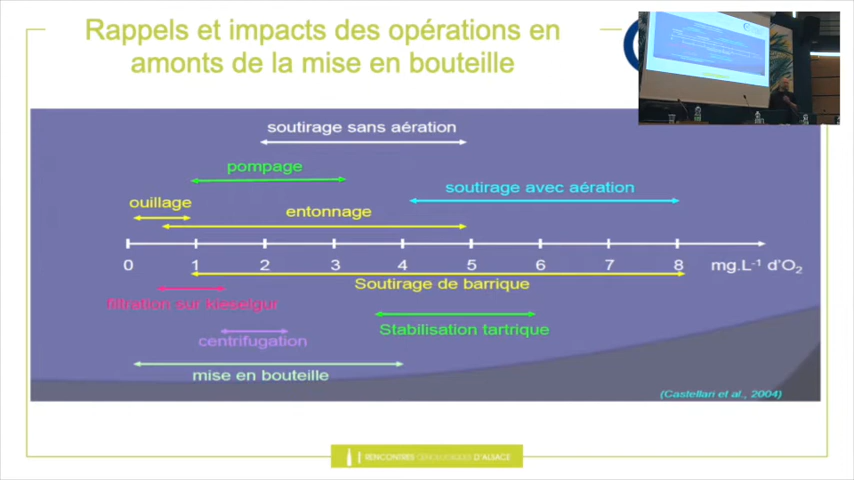 Rappels et impacts des opérations en
amonts de la mise en bouteille
soutirage sans aération
pompage
soutirage avec aération
ouillage
entonnage
0 1 2 3 4 5 6 7 8 mg.L⁻¹ d'O₂
Soutirage de barrique
filtration sur kieselgur
Stabilisation tartrique
centrifugation
mise en bouteille
(Castellari et al., 2004)
RENCONTRES ŒNOLOGIQUES D'ALSACE